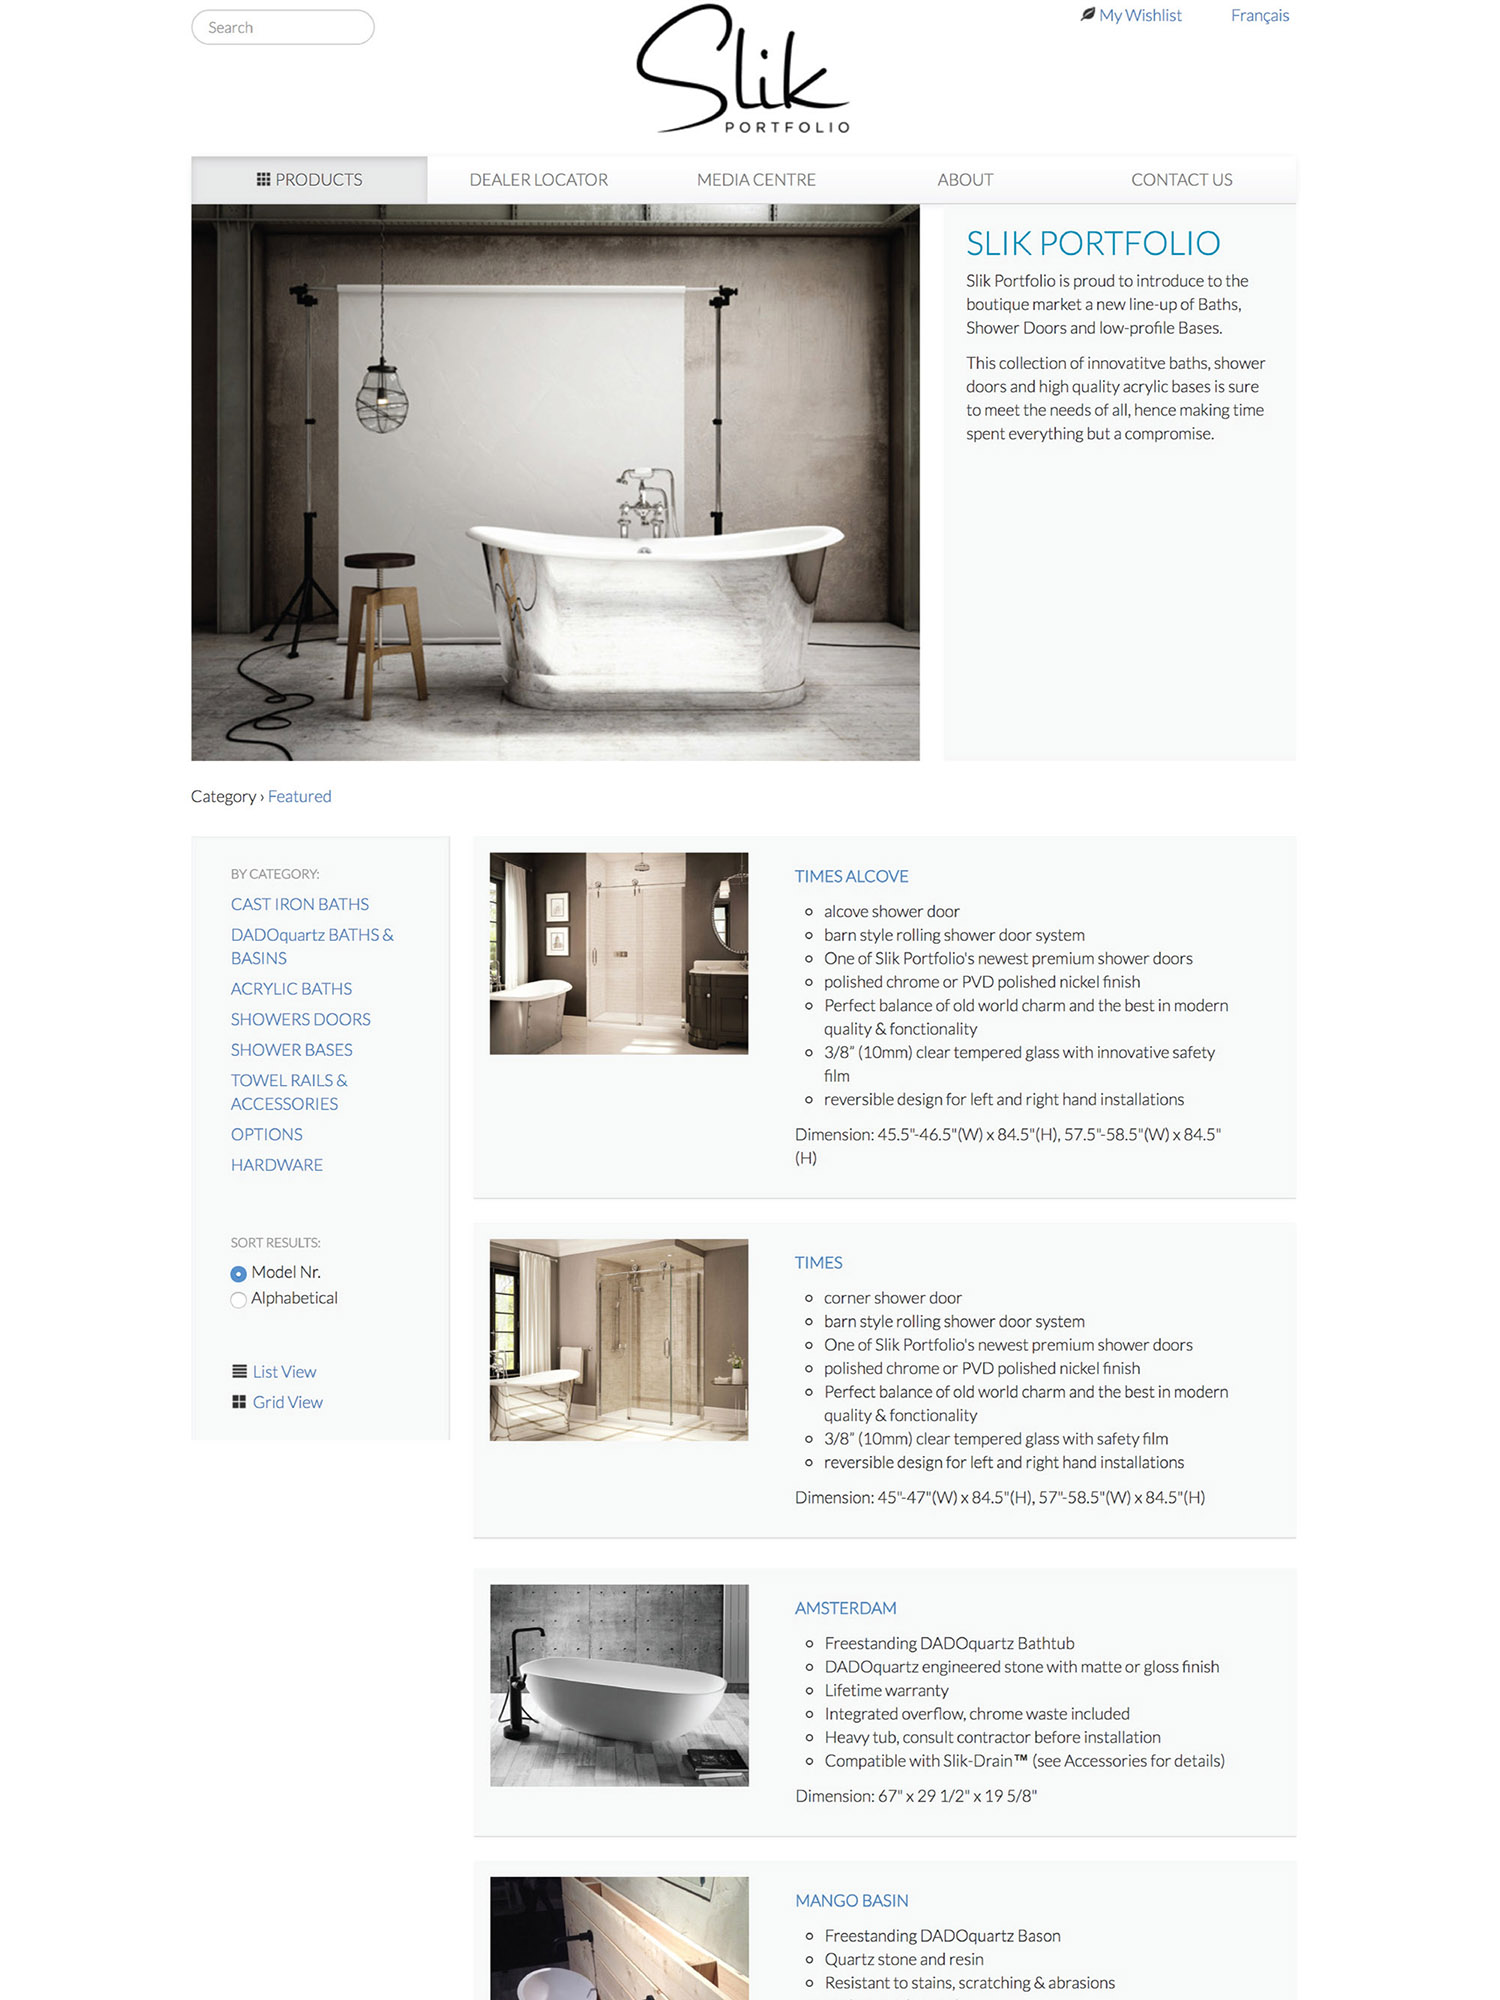 Search
Slik
PORTFOLIO
My Wishlist
Français
PRODUCTS
DEALER LOCATOR
MEDIA CENTRE
ABOUT
CONTACT US
SLIK PORTFOLIO
Slik Portfolio is proud to introduce to the
boutique market a new line-up of Baths,
Shower Doors and low-profile Bases.
This collection of innovatitve baths, shower
doors and high quality acrylic bases is sure
to meet the needs of all, hence making time
spent everything but a compromise.
Category › Featured
BY CATEGORY:
CAST IRON BATHS
DADOquartz BATHS &
BASINS
ACRYLIC BATHS
SHOWERS DOORS
SHOWER BASES
TOWEL RAILS &
ACCESSORIES
OPTIONS
HARDWARE
SORT RESULTS:
Model Nr.
Alphabetical
List View
Grid View
TIMES ALCOVE
alcove shower door
barn style rolling shower door system
One of Slik Portfolio's newest premium shower doors
polished chrome or PVD polished nickel finish
Perfect balance of old world charm and the best in modern
quality & fonctionality
3/8” (10mm) clear tempered glass with innovative safety
film
reversible design for left and right hand installations
Dimension: 45.5"-46.5"(W) x 84.5"(H), 57.5"-58.5"(W) x 84.5"
(H)
TIMES
corner shower door
barn style rolling shower door system
One of Slik Portfolio's newest premium shower doors
polished chrome or PVD polished nickel finish
Perfect balance of old world charm and the best in modern
quality & fonctionality
3/8” (10mm) clear tempered glass with safety film
reversible design for left and right hand installations
Dimension: 45"-47"(W) x 84.5"(H), 57"-58.5"(W) x 84.5"(H)
AMSTERDAM
Freestanding DADOquartz Bathtub
DADOquartz engineered stone with matte or gloss finish
Lifetime warranty
Integrated overflow, chrome waste included
Heavy tub, consult contractor before installation
Compatible with Slik-Drain™ (see Accessories for details)
Dimension: 67" x 29 1/2" x 19 5/8"
MANGO BASIN
Freestanding DADOquartz Bason
Quartz stone and resin
Resistant to stains, scratching & abrasions